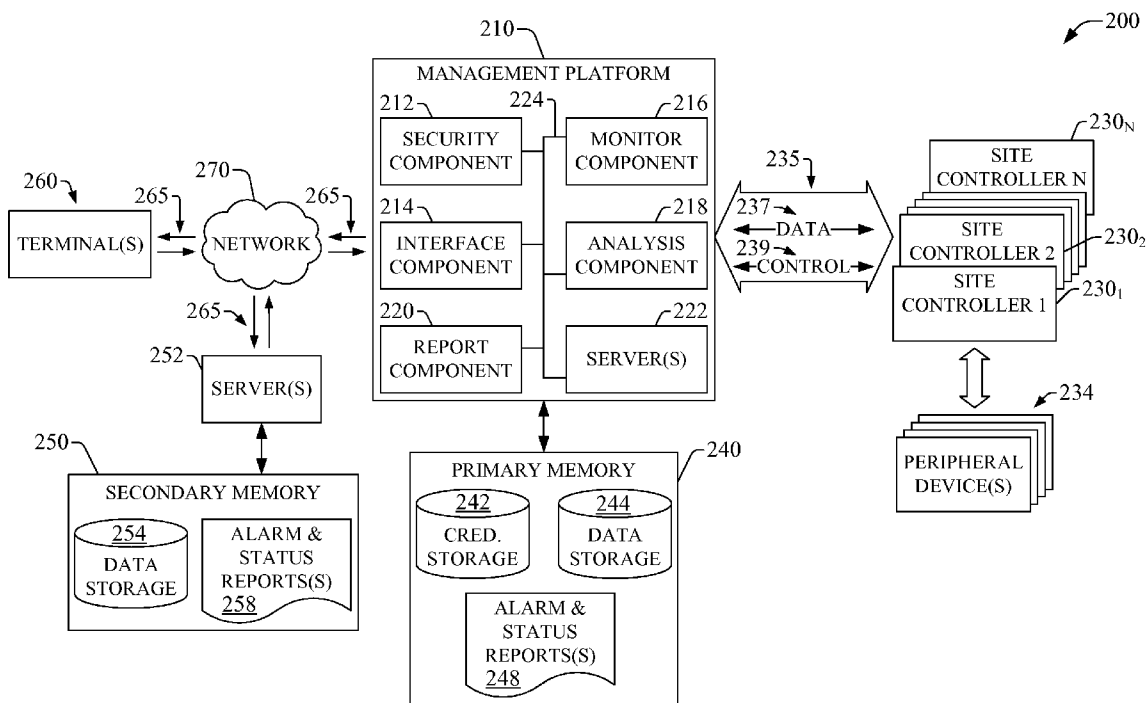 200
210
MANAGEMENT PLATFORM
212
SECURITY
COMPONENT
224
216
MONITOR
COMPONENT
214
INTERFACE
COMPONENT
218
ANALYSIS
COMPONENT
220
REPORT
COMPONENT
222
SERVER(S)
260
TERMINAL(S)
265
270
NETWORK
265
265
252
SERVER(S)
235
237
DATA
239
CONTROL
230N
SITE
CONTROLLER N
SITE
CONTROLLER 2
2302
SITE
CONTROLLER 1
2301
234
PERIPHERAL
DEVICE(S)
250
SECONDARY MEMORY
254
DATA
STORAGE
ALARM &
STATUS
REPORTS(S)
258
PRIMARY MEMORY
240
242
CRED.
STORAGE
244
DATA
STORAGE
ALARM &
STATUS
REPORTS(S)
248